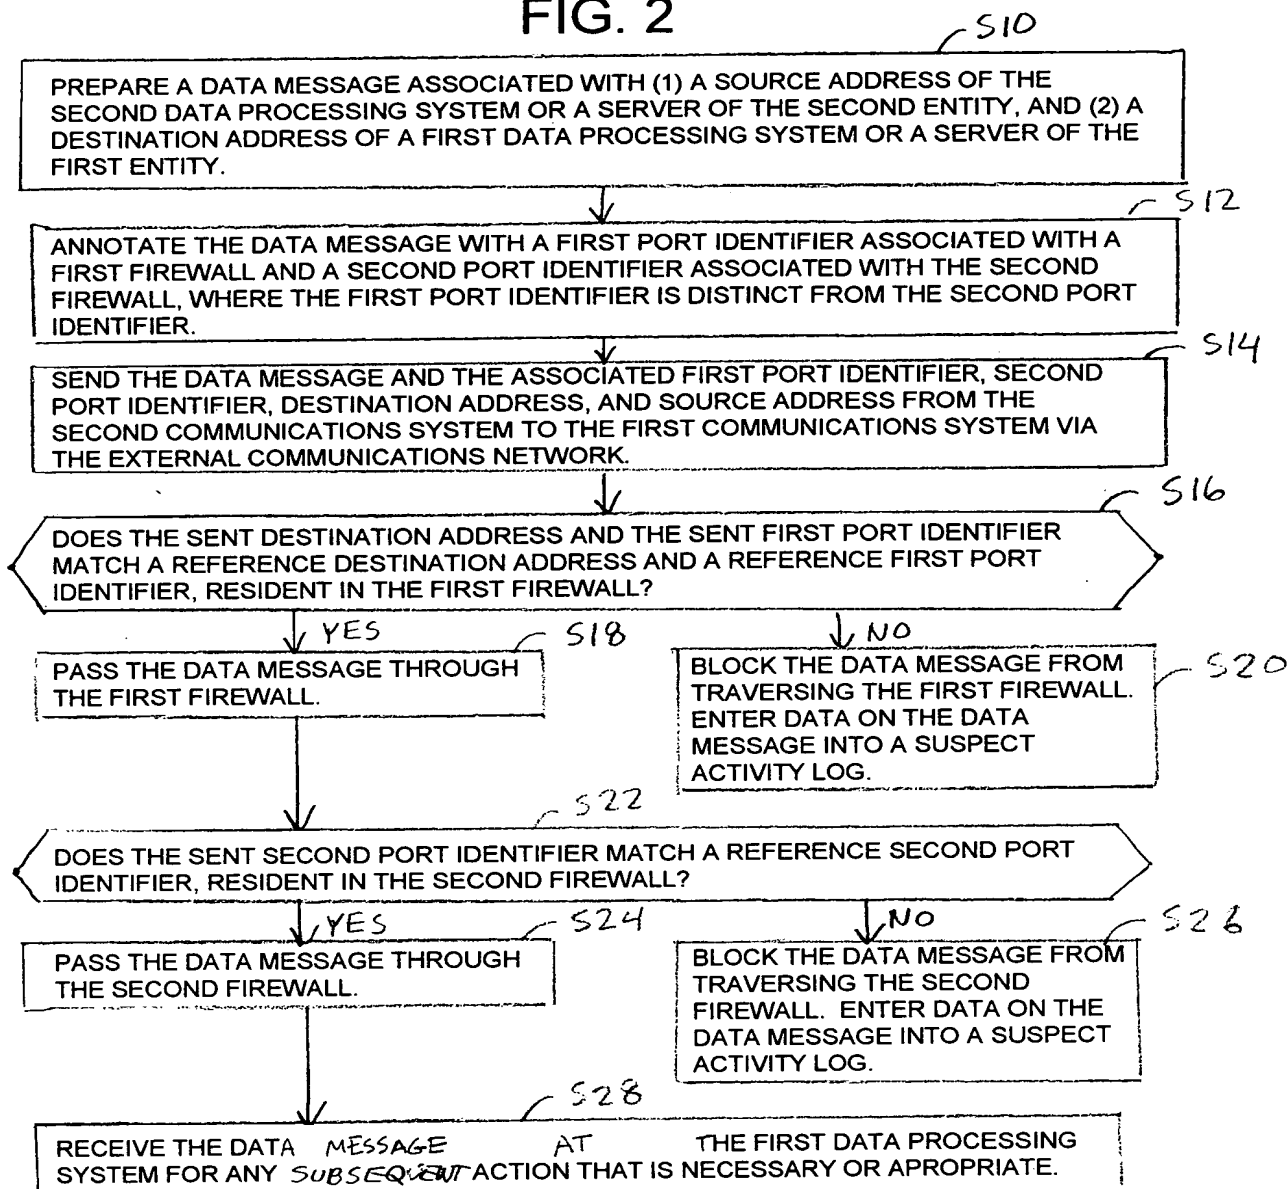 FIG. 2
S10
PREPARE A DATA MESSAGE ASSOCIATED WITH (1) A SOURCE ADDRESS OF THE
SECOND DATA PROCESSING SYSTEM OR A SERVER OF THE SECOND ENTITY, AND (2) A
DESTINATION ADDRESS OF A FIRST DATA PROCESSING SYSTEM OR A SERVER OF THE
FIRST ENTITY.
S12
ANNOTATE THE DATA MESSAGE WITH A FIRST PORT IDENTIFIER ASSOCIATED WITH A
FIRST FIREWALL AND A SECOND PORT IDENTIFIER ASSOCIATED WITH THE SECOND
FIREWALL, WHERE THE FIRST PORT IDENTIFIER IS DISTINCT FROM THE SECOND PORT
IDENTIFIER.
S14
SEND THE DATA MESSAGE AND THE ASSOCIATED FIRST PORT IDENTIFIER, SECOND
PORT IDENTIFIER, DESTINATION ADDRESS, AND SOURCE ADDRESS FROM THE
SECOND COMMUNICATIONS SYSTEM TO THE FIRST COMMUNICATIONS SYSTEM VIA
THE EXTERNAL COMMUNICATIONS NETWORK.
S16
DOES THE SENT DESTINATION ADDRESS AND THE SENT FIRST PORT IDENTIFIER
MATCH A REFERENCE DESTINATION ADDRESS AND A REFERENCE FIRST PORT
IDENTIFIER, RESIDENT IN THE FIRST FIREWALL?
YES
S18
NO
PASS THE DATA MESSAGE THROUGH
THE FIRST FIREWALL.
S20
BLOCK THE DATA MESSAGE FROM
TRAVERSING THE FIRST FIREWALL.
ENTER DATA ON THE DATA
MESSAGE INTO A SUSPECT
ACTIVITY LOG.
S22
DOES THE SENT SECOND PORT IDENTIFIER MATCH A REFERENCE SECOND PORT
IDENTIFIER, RESIDENT IN THE SECOND FIREWALL?
YES
S24
NO
S26
PASS THE DATA MESSAGE THROUGH
THE SECOND FIREWALL.
BLOCK THE DATA MESSAGE FROM
TRAVERSING THE SECOND
FIREWALL. ENTER DATA ON THE
DATA MESSAGE INTO A SUSPECT
ACTIVITY LOG.
S28
RECEIVE THE DATA MESSAGE AT THE FIRST DATA PROCESSING
SYSTEM FOR ANY SUBSEQUENT ACTION THAT IS NECESSARY OR APROPRIATE.